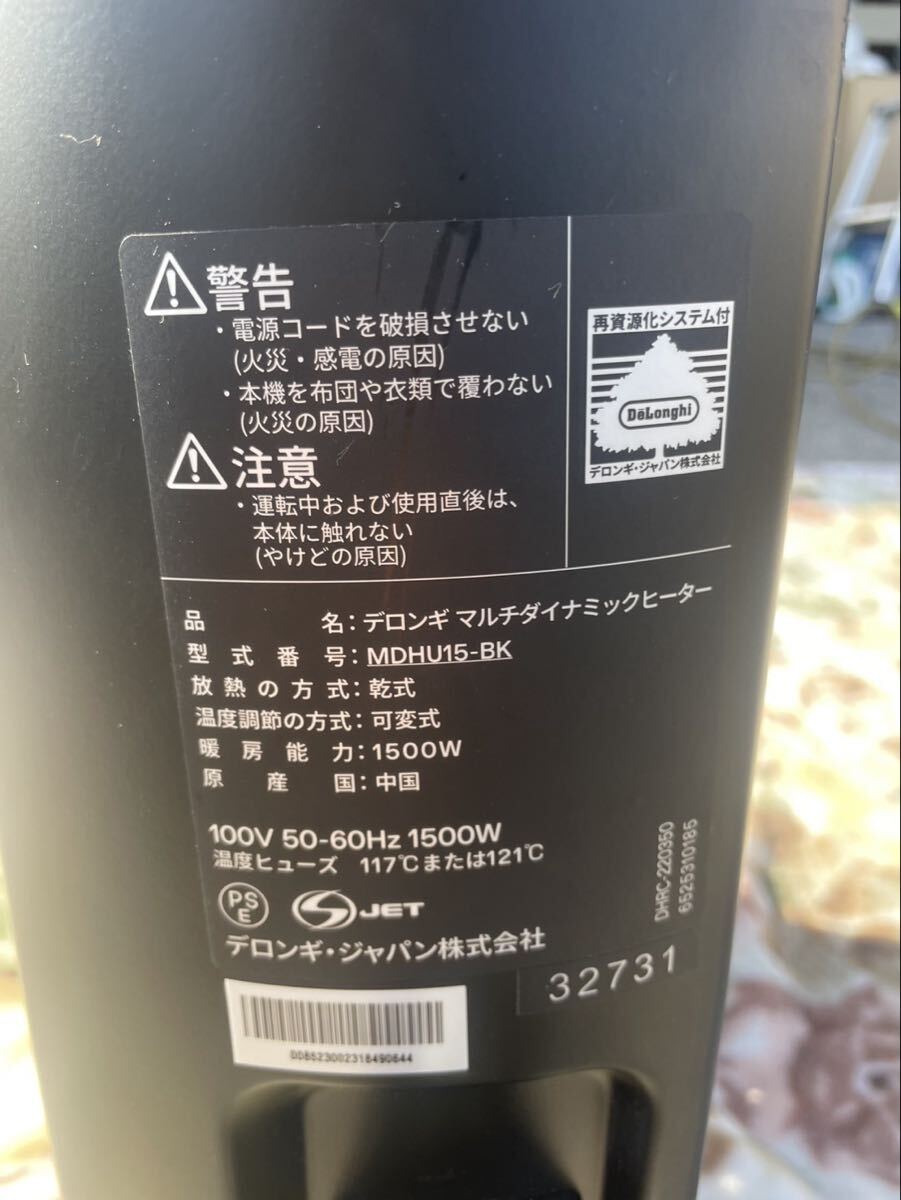 警告
・電源コードを破損させない
(火災・感電の原因)
・本機を布団や衣類で覆わない
(火災の原因)
注意
・運転中および使用直後は、
本体に触れない
(やけどの原因)
再資源化システム付
DeLonghi
デロンギ・ジャパン株式会社
品名：デロンギ マルチダイナミックヒーター
型式番号：MDHU15-BK
放熱の方式：乾式
温度調節の方式：可変式
暖房能力：1500W
原産国：中国
100V 50-60Hz 1500W
温度ヒューズ 117℃または121℃
PSE
JET
デロンギ・ジャパン株式会社
DHRC-220350
6525310185
32731
DD8523002318490644